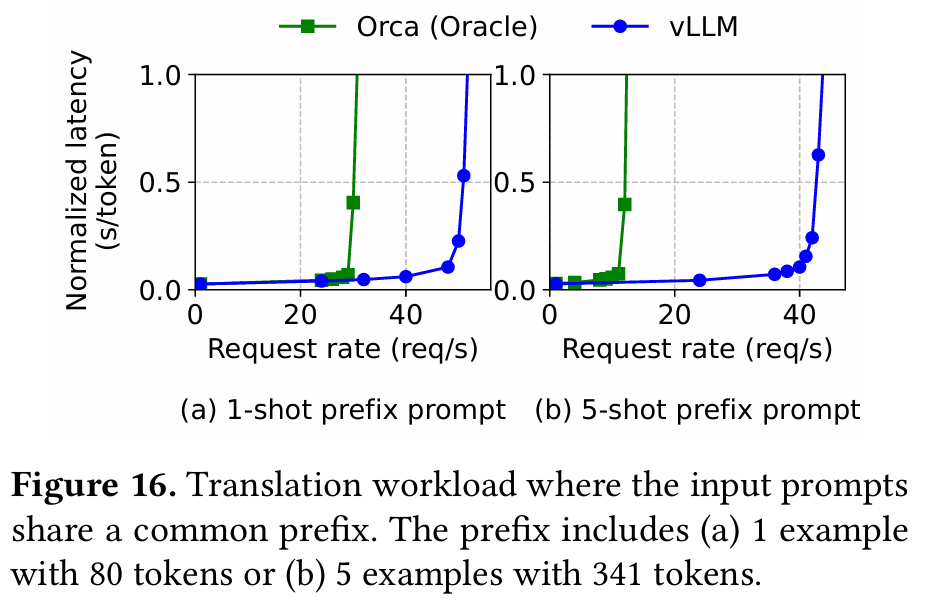 Orca (Oracle) vLLM
Normalized latency
(s/token)
1.0
0.5
0.0
0 20 40
Request rate (req/s)
(a) 1-shot prefix prompt
1.0
0.5
0.0
0 20 40
Request rate (req/s)
(b) 5-shot prefix prompt
Figure 16. Translation workload where the input prompts
share a common prefix. The prefix includes (a) 1 example
with 80 tokens or (b) 5 examples with 341 tokens.